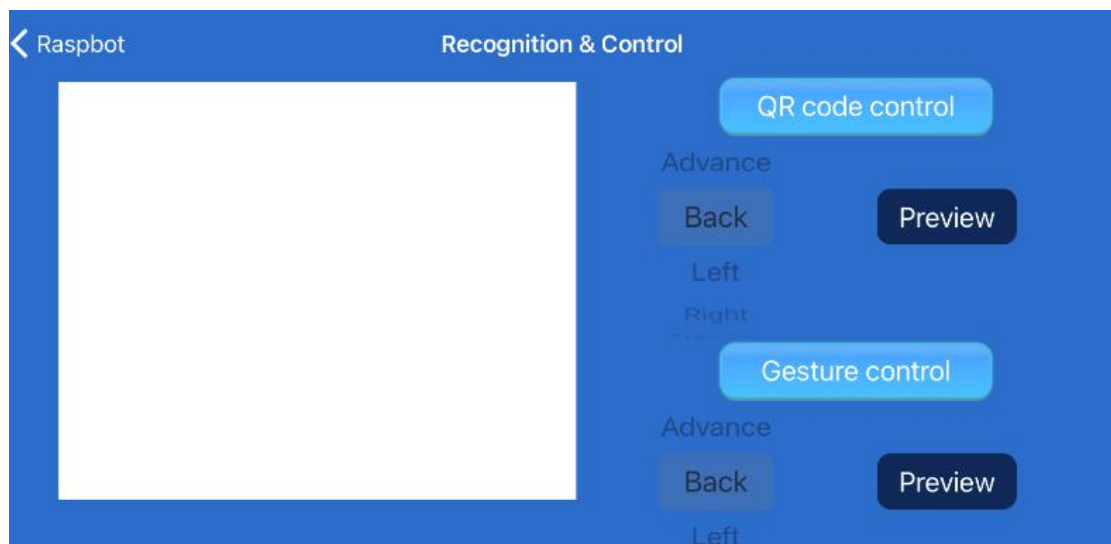 Raspbot
Recognition & Control
QR code control
Advance
Back
Preview
Left
Right
Gesture control
Advance
Back
Preview
Left